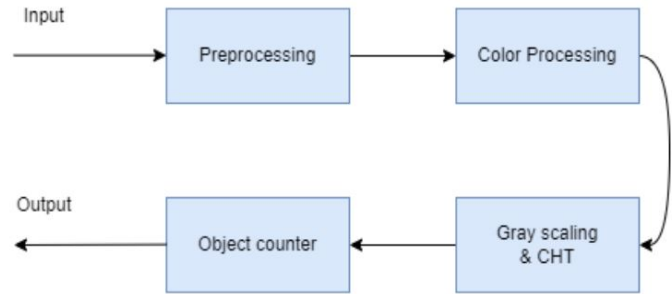 Input
Preprocessing
Color Processing
Output
Object counter
Gray scaling
& CHT